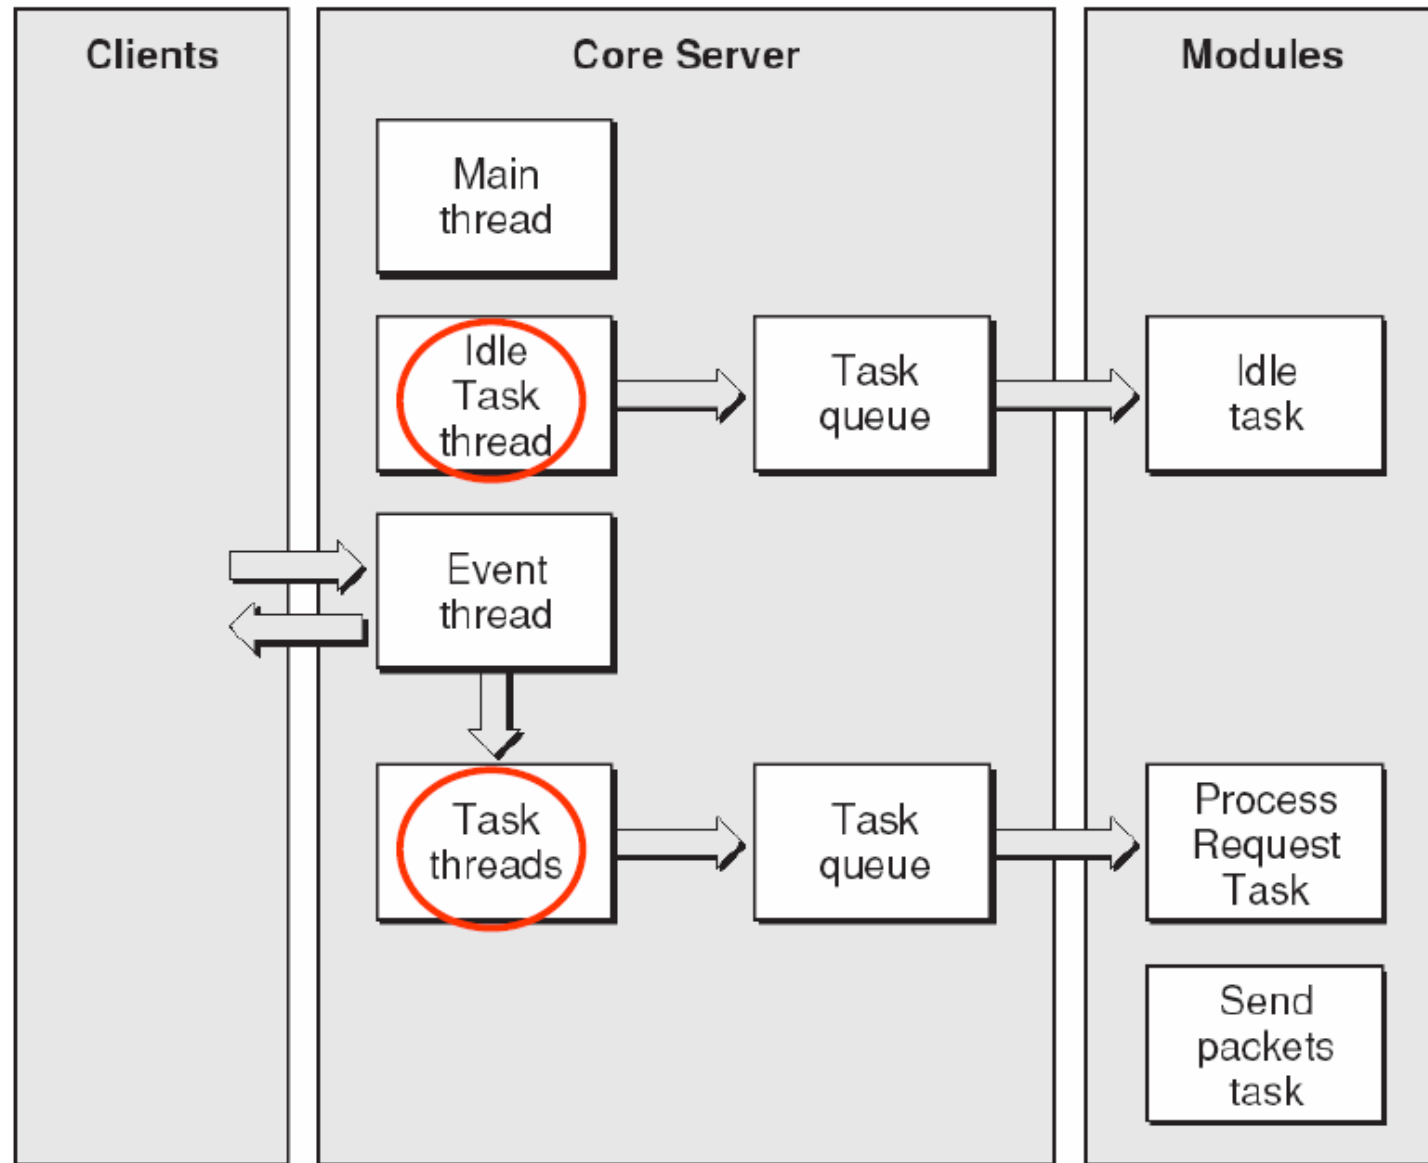 Clients
Core Server
Modules
Main
thread
Idle
Task
thread
Task
queue
Idle
task
Event
thread
Task
threads
Task
queue
Process
Request
Task
Send
packets
task